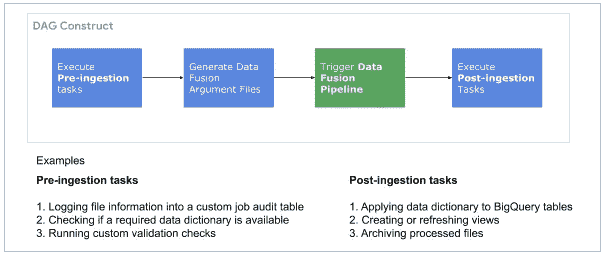 DAG Construct
Execute
Pre-ingestion
tasks
Generate Data
Fusion
Argument Files
Trigger Data
Fusion
Pipeline
Execute
Post-ingestion
Tasks
Examples
Pre-ingestion tasks
1. Logging file information into a custom job audit table
2. Checking if a required data dictionary is available
3. Running custom validation checks
Post-ingestion tasks
1. Applying data dictionary to BigQuery tables
2. Creating or refreshing views
3. Archiving processed files